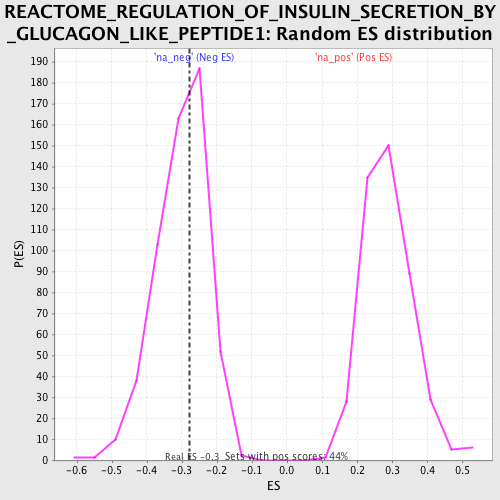 REACTOME_REGULATION_OF_INSULIN_SECRETION_BY
_GLUCAGON_LIKE_PEPTIDE1: Random ES distribution
'na_neg' (Neg ES) 'na_pos' (Pos ES)
190
180
170
160
150
140
130
120
110
100
90
80
70
60
50
40
30
20
10
0
P(ES)
Real ES -0.3 Sets with pos scores: 44%
-0.6 -0.5 -0.4 -0.3 -0.2 -0.1 0.0 0.1 0.2 0.3 0.4 0.5
ES